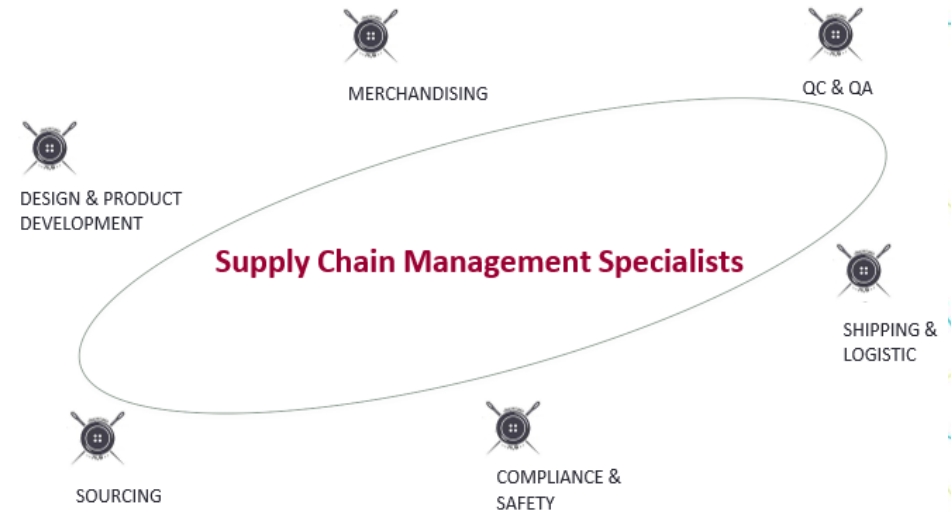 MERCHANDISING
QC & QA
DESIGN & PRODUCT
DEVELOPMENT
Supply Chain Management Specialists
SHIPPING &
LOGISTIC
SOURCING
COMPLIANCE &
SAFETY